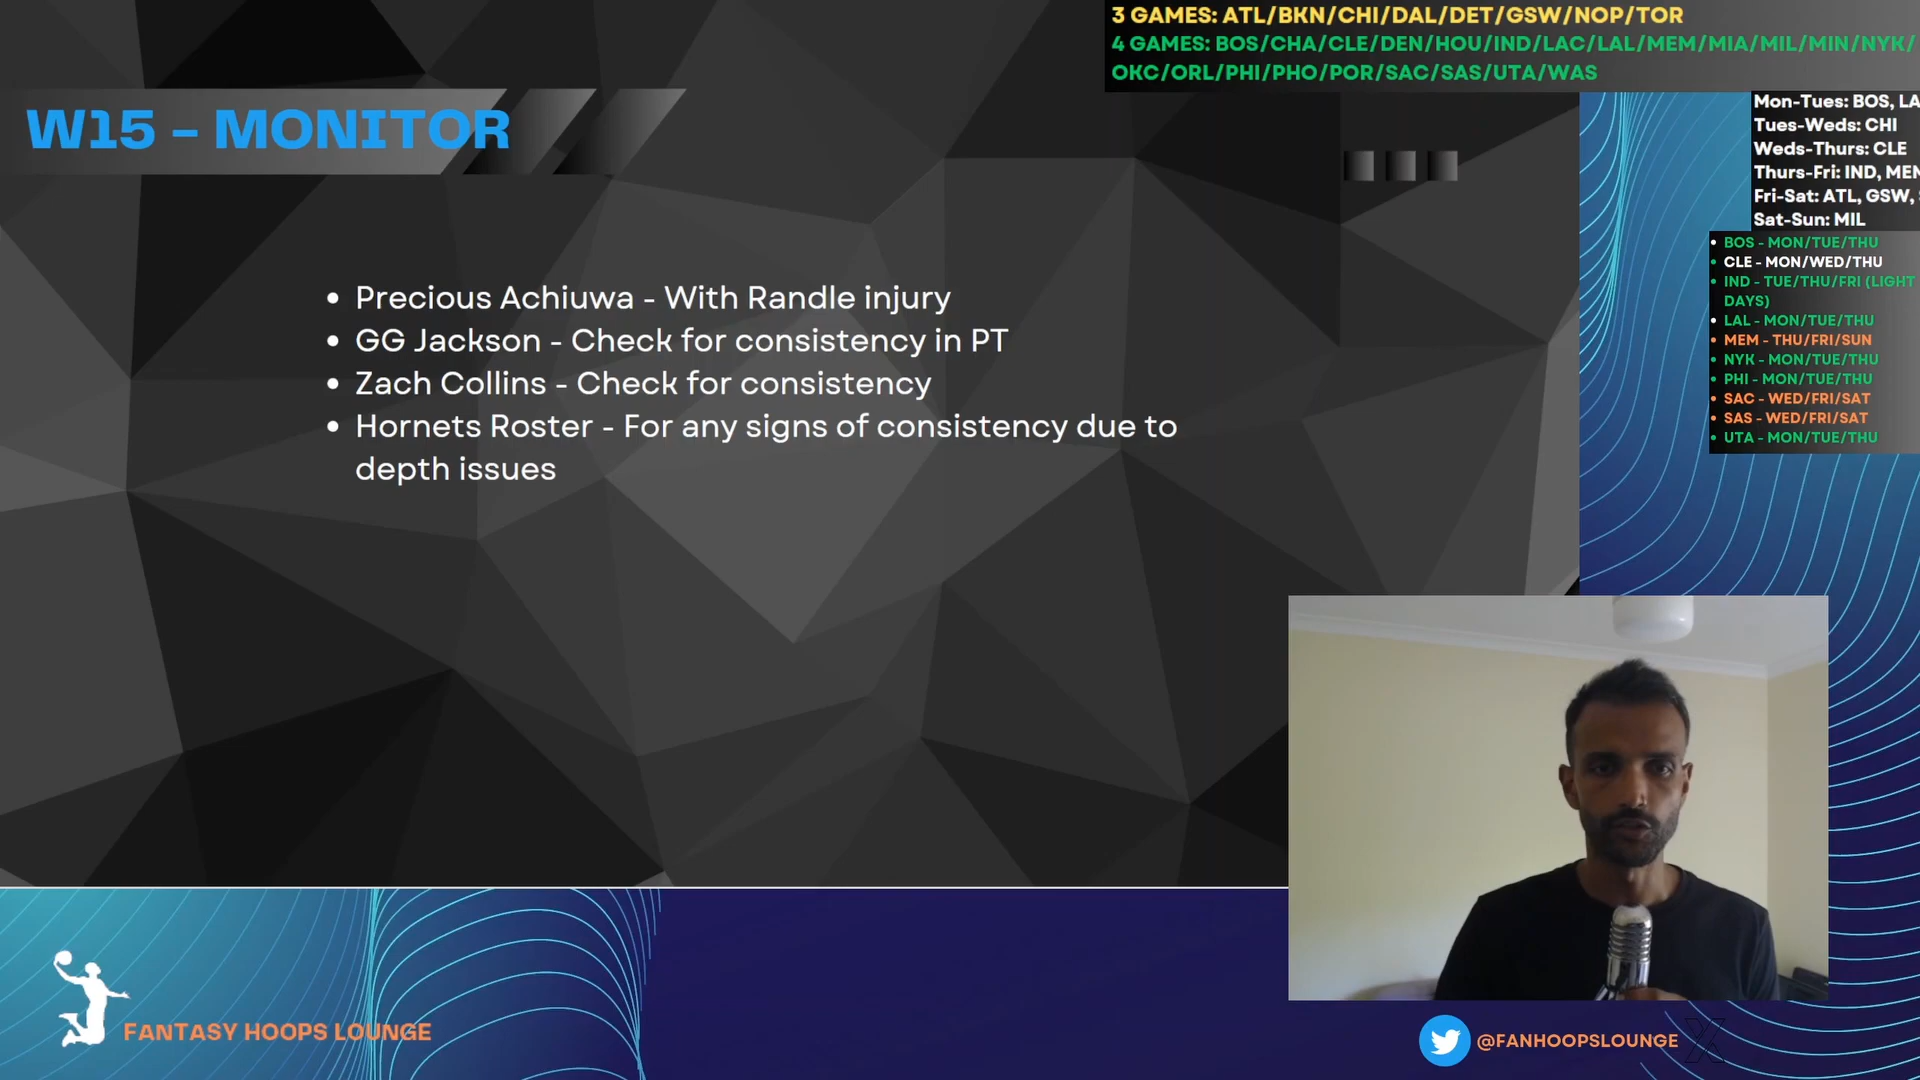 3 GAMES: ATL/BKN/CHI/DAL/DET/GSW/NOP/TOR
4 GAMES: BOS/CHA/CLE/DEN/HOU/IND/LAC/LAL/MEM/MIA/MIL/MIN/NYK/
OKC/ORL/PHI/PHO/POR/SAC/SAS/UTA/WAS
W15 – MONITOR
Mon-Tues: BOS, LA
Tues-Weds: CHI
Weds-Thurs: CLE
Thurs-Fri: IND, MEN
Fri-Sat: ATL, GSW,
Sat-Sun: MIL
• BOS - MON/TUE/THU
• CLE - MON/WED/THU
• IND - TUE/THU/FRI (LIGHT
DAYS)
• LAL - MON/TUE/THU
• MEM - THU/FRI/SUN
• NYK - MON/TUE/THU
• PHI - MON/TUE/THU
• SAC - WED/FRI/SAT
• SAS - WED/FRI/SAT
• UTA - MON/TUE/THU
• Precious Achiuwa - With Randle injury
• GG Jackson - Check for consistency in PT
• Zach Collins - Check for consistency
• Hornets Roster - For any signs of consistency due to
depth issues
FANTASY HOOPS LOUNGE
@FANHOOPSLOUNGE